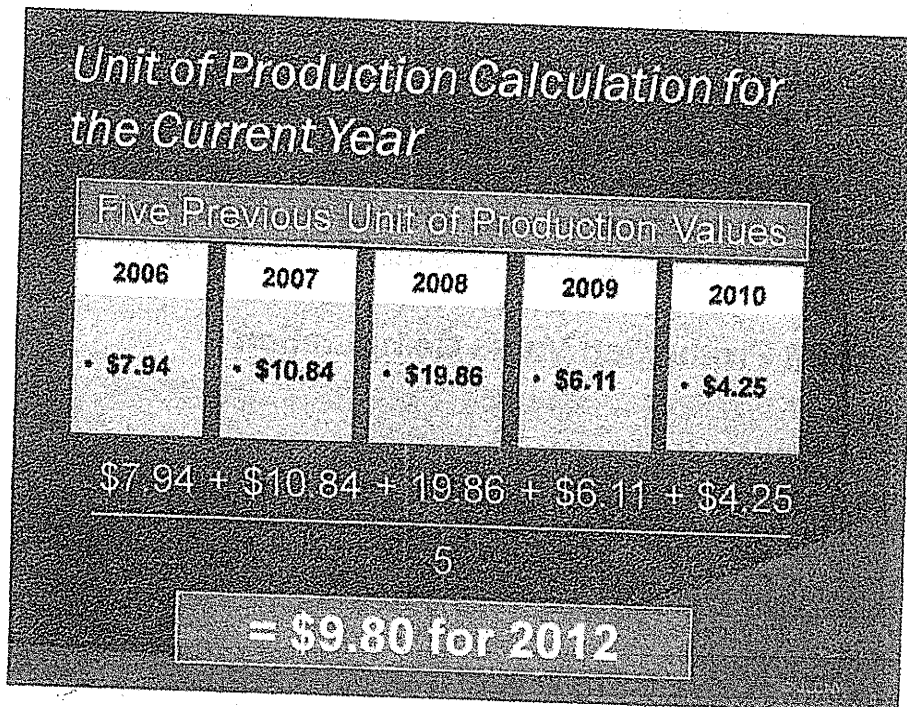 Unit of Production Calculation for
the Current Year
Five Previous Unit of Production Values
2006 2007 2008 2009 2010
• $7.94 • $10.84 • $19.86 • $6.11 • $4.25
$7.94 + $10.84 + 19.86 + $6.11 + $4.25
5
= $9.80 for 2012